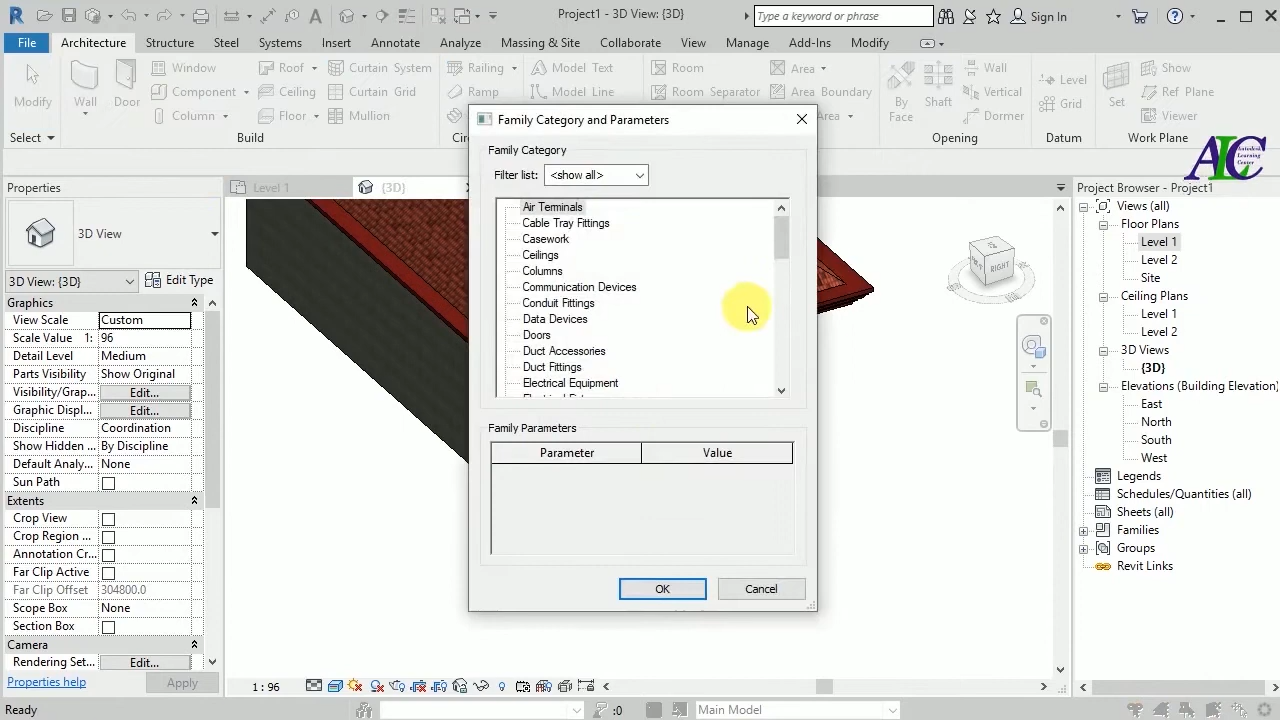 Project1 - 3D View: {3D}
Type a keyword or phrase
Sign In
File
Architecture
Structure
Steel
Systems
Insert
Annotate
Analyze
Massing & Site
Collaborate
View
Manage
Add-Ins
Modify
Modify
Wall
Door
Window
Component
Column
Roof
Ceiling
Floor
Curtain System
Curtain Grid
Mullion
Railing
Ramp
Model Text
Model Line
Room
Room Separator
Area
Area Boundary
Area
By
Face
Shaft
Wall
Vertical
Dormer
Level
Grid
Set
Show
Ref Plane
Viewer
Select
Build
Opening
Datum
Work Plane
ALC
Autodesk
Learning
Center
Properties
3D View
3D View: {3D}
Edit Type
Graphics
View Scale Custom
Scale Value 1: 96
Detail Level Medium
Parts Visibility Show Original
Visibility/Grap... Edit...
Graphic Displ... Edit...
Discipline Coordination
Show Hidden ... By Discipline
Default Analy... None
Sun Path
Extents
Crop View
Crop Region ...
Annotation Cr...
Far Clip Active
Far Clip Offset 304800.0
Scope Box None
Section Box
Camera
Rendering Set... Edit...
Properties help
Apply
Level 1
{3D}
Family Category and Parameters
Family Category
Filter list: <show all>
Air Terminals
Cable Tray Fittings
Casework
Ceilings
Columns
Communication Devices
Conduit Fittings
Data Devices
Doors
Duct Accessories
Duct Fittings
Electrical Equipment
Family Parameters
Parameter Value
OK
Cancel
RIGHT
Project Browser - Project1
Views (all)
Floor Plans
Level 1
Level 2
Site
Ceiling Plans
Level 1
Level 2
3D Views
{3D}
Elevations (Building Elevation)
East
North
South
West
Legends
Schedules/Quantities (all)
Sheets (all)
Families
Groups
Revit Links
1 : 96
Ready
:0
Main Model